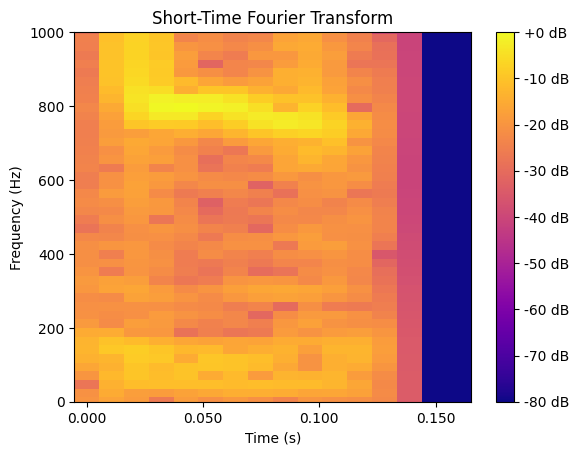 Short-Time Fourier Transform
1000
800
600
400
200
0
Frequency (Hz)
0.000
0.050
0.100
0.150
Time (s)
+0 dB
-10 dB
-20 dB
-30 dB
-40 dB
-50 dB
-60 dB
-70 dB
-80 dB